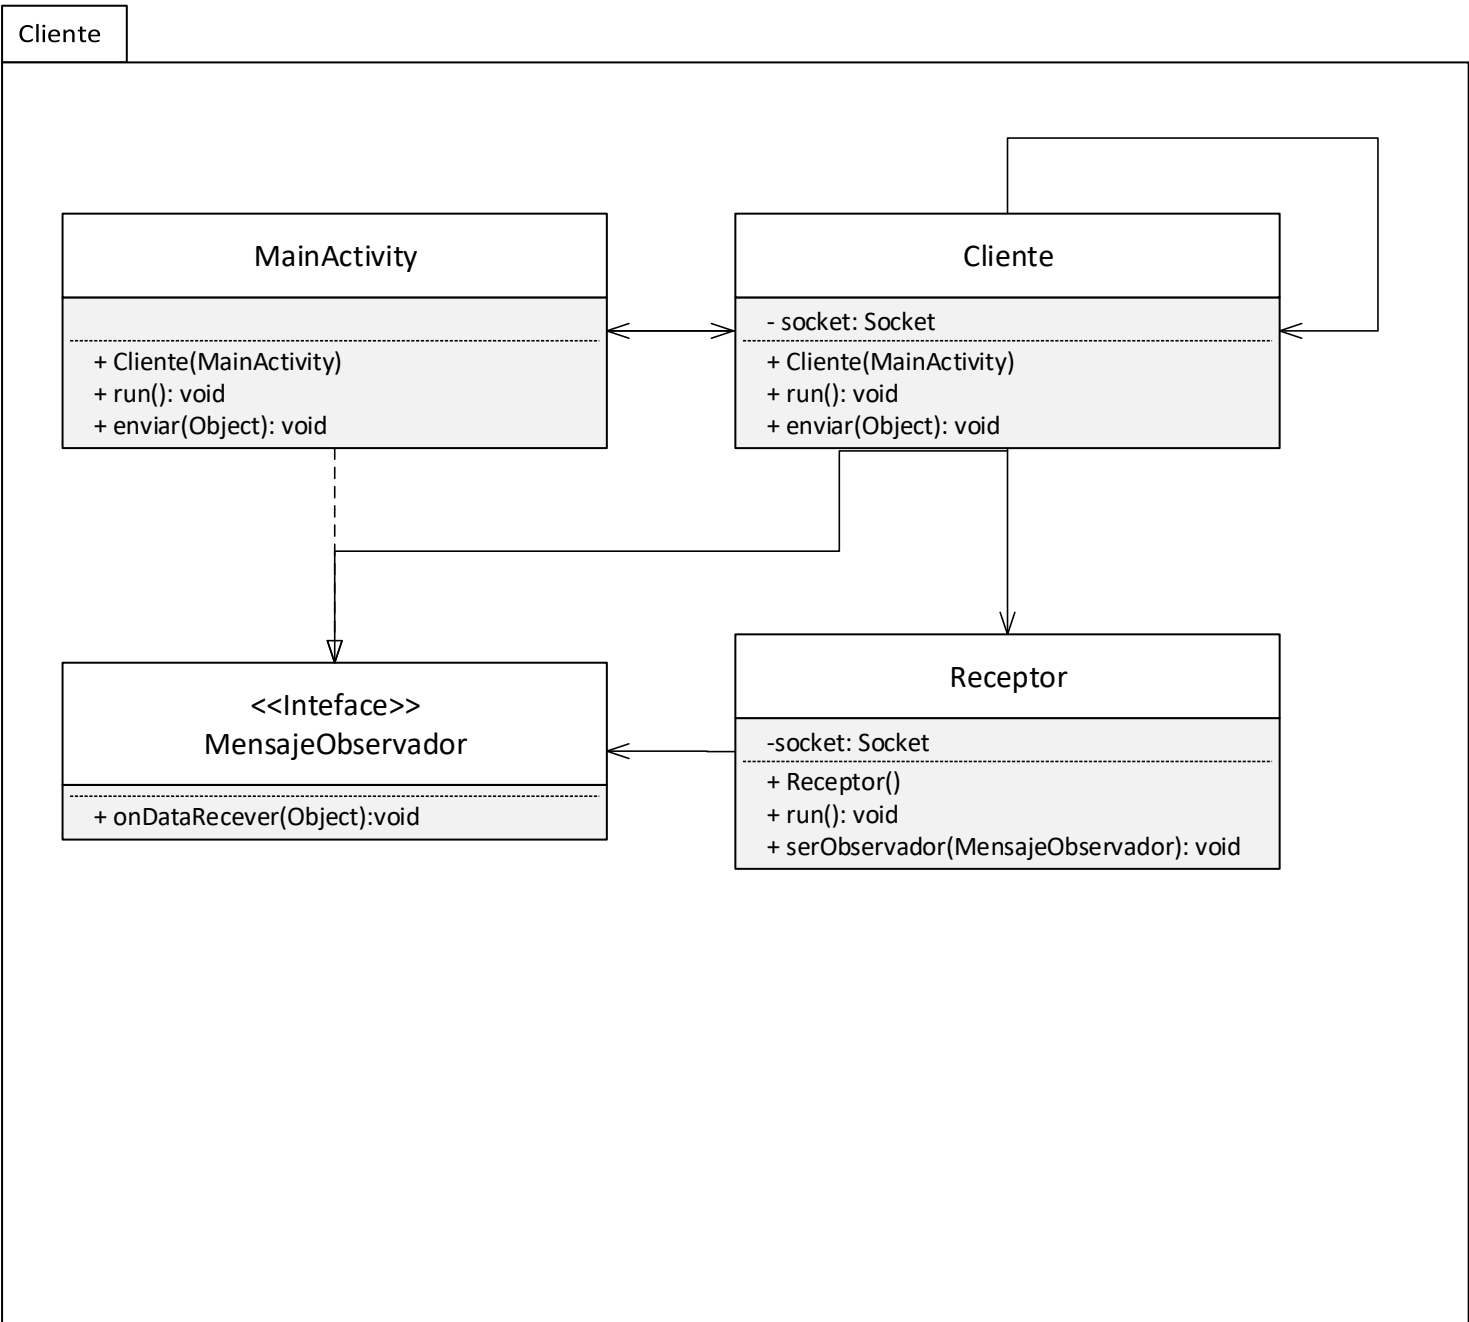 Cliente
MainActivity
+ Cliente(MainActivity)
+ run(): void
+ enviar(Object): void
Cliente
- socket: Socket
+ Cliente(MainActivity)
+ run(): void
+ enviar(Object): void
<<Inteface>>
MensajeObservador
+ onDataRecever(Object):void
Receptor
-socket: Socket
+ Receptor()
+ run(): void
+ serObservador(MensajeObservador): void